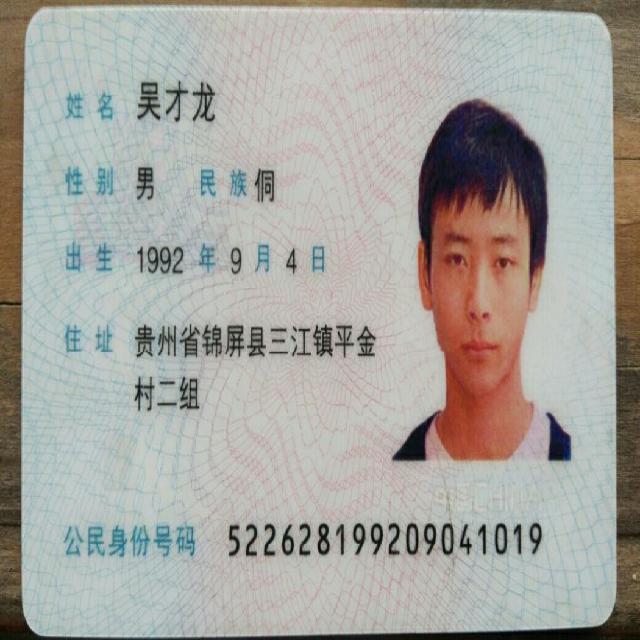 姓名 吴才龙
性别 男 民族 侗
出生 1992 年 9 月 4 日
住址 贵州省锦屏县三江镇平金
村二组
公民身份号码 522628199209041019